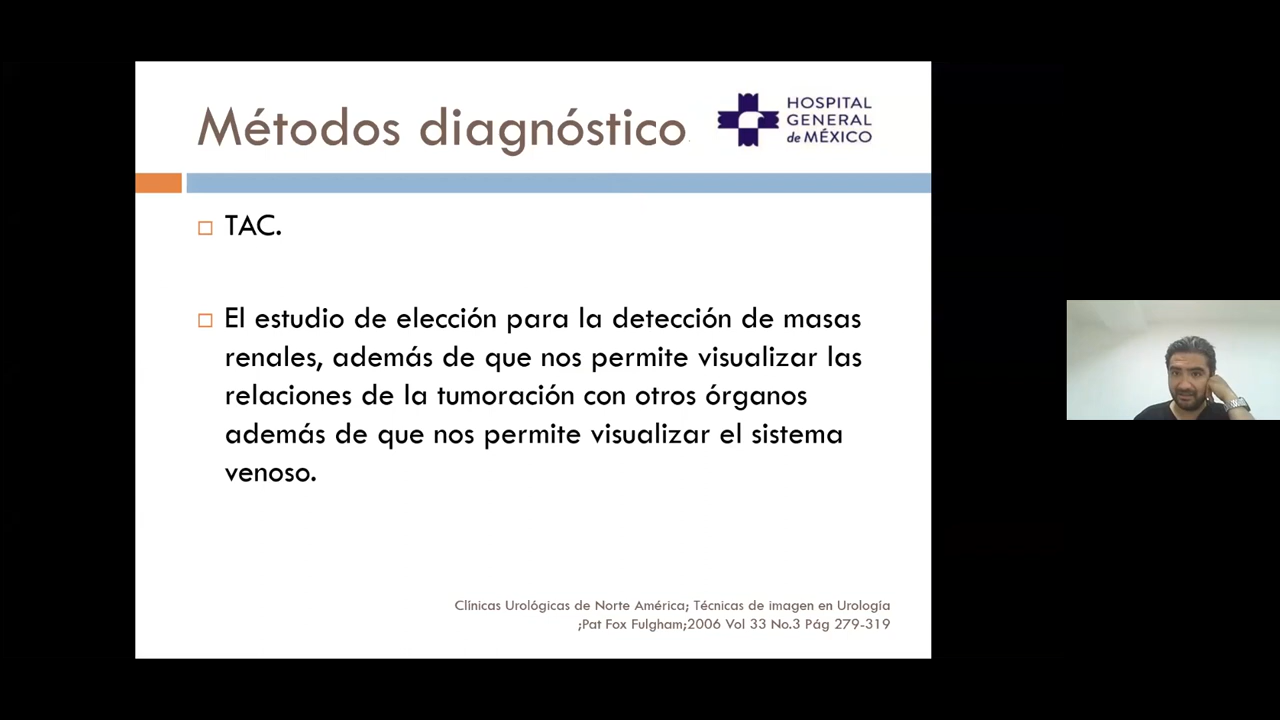 Métodos diagnóstico
HOSPITAL
GENERAL
de MÉXICO
TAC.
El estudio de elección para la detección de masas
renales, además de que nos permite visualizar las
relaciones de la tumoración con otros órganos
además de que nos permite visualizar el sistema
venoso.
Clínicas Urológicas de Norte América; Técnicas de imagen en Urología
;Pat Fox Fulgham;2006 Vol 33 No.3 Pág 279-319